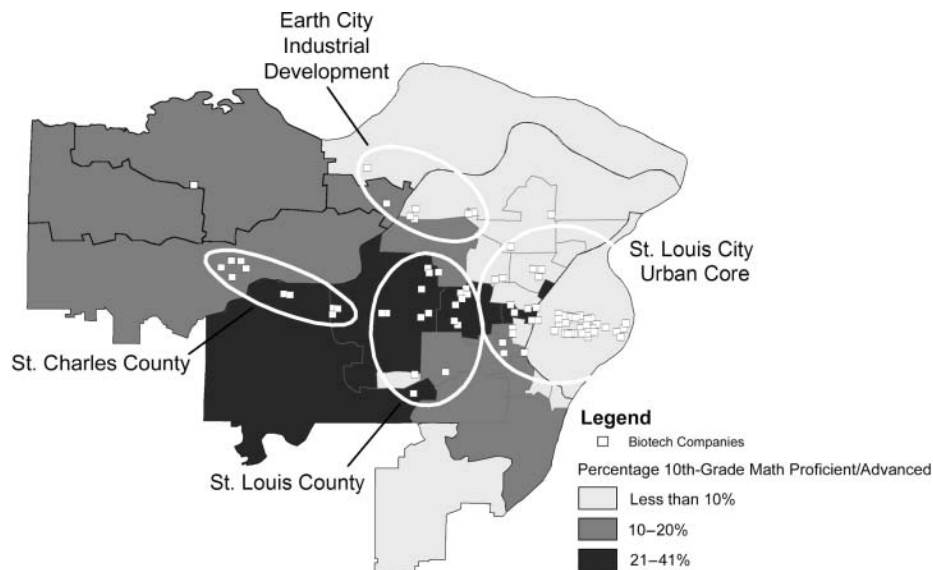 Earth City
Industrial
Development
St. Louis City
Urban Core
St. Charles County
St. Louis County
Legend
Biotech Companies
Percentage 10th-Grade Math Proficient/Advanced
Less than 10%
10–20%
21–41%